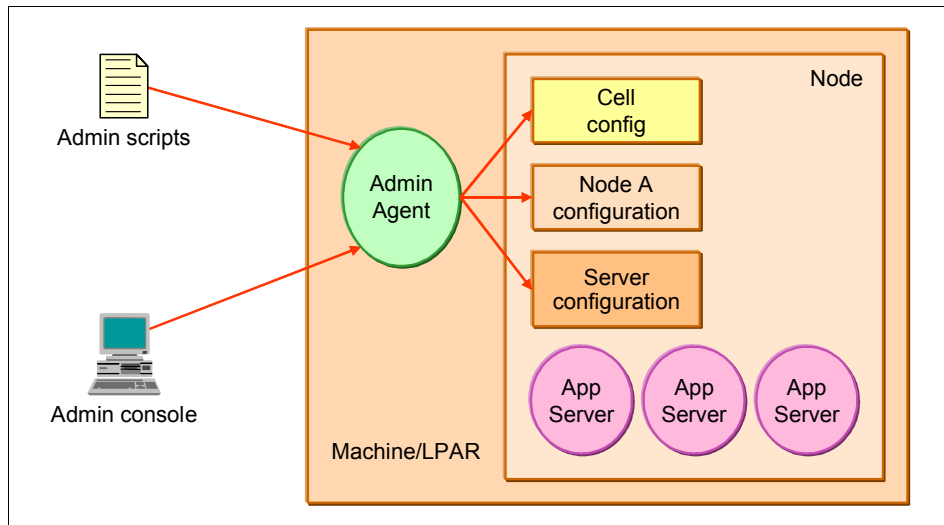 Admin scripts
Admin console
Admin
Agent
Machine/LPAR
Node
Cell
config
Node A
configuration
Server
configuration
App
Server
App
Server
App
Server